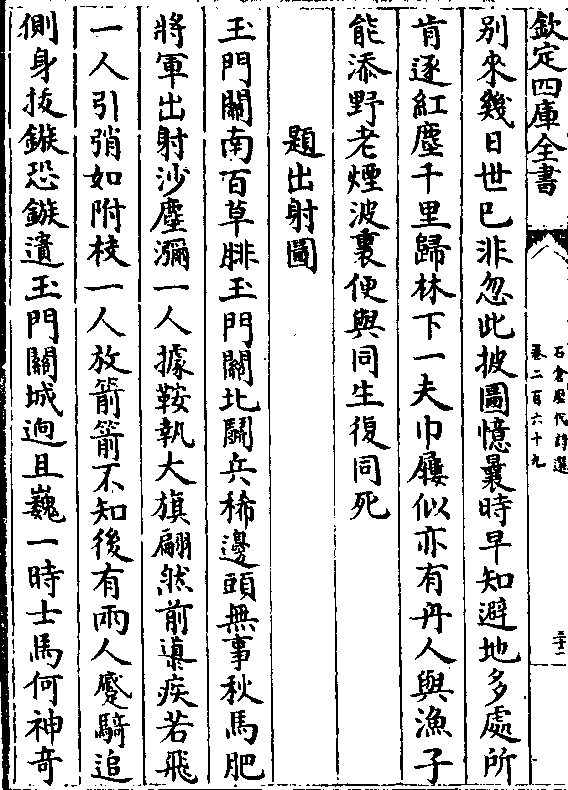 欽定四庫全書
石倉歷代詩選
卷二百六十九
三十二
別來幾日世已非忽此披圖憶曩時早知避地多處所
肯逐紅塵千里歸林下一夫巾屨似亦有丹人與漁子
能添野老煙波裏便與同生復同死
題出射圖
玉門關南百草腓玉門關北鬭兵稀邊頭無事秋馬肥
將軍出射沙塵瀰一人據鞍執大旗翩然前導疾若飛
一人引弰如附枝一人放箭箭不知後有兩人蹙騎追
側身拔鏃恐鏃遺玉門關城逈且巍一時士馬何神奇